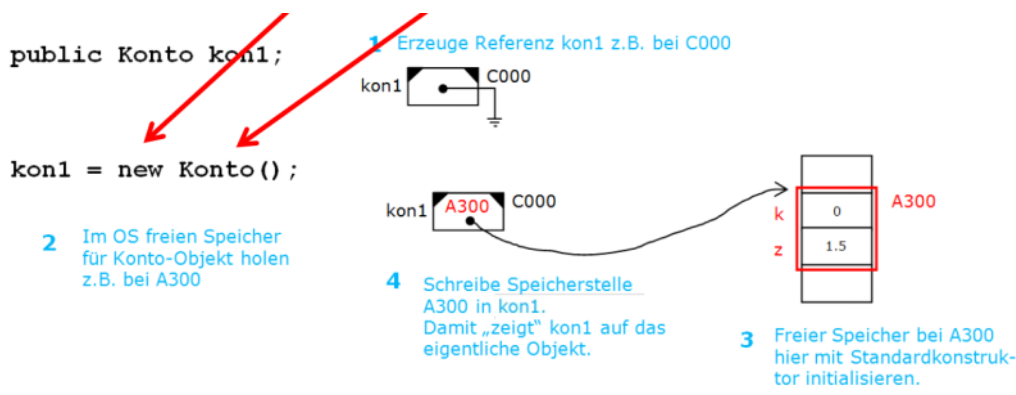 public Konto kon1;
1 Erzeuge Referenz kon1 z.B. bei C000
kon1
C000
kon1 = new Konto();
2 Im OS freien Speicher
für Konto-Objekt holen
z.B. bei A300
kon1
A300
C000
k
0
A300
z
1.5
4 Schreibe Speicherstelle
A300 in kon1.
Damit „zeigt“ kon1 auf das
eigentliche Objekt.
3 Freier Speicher bei A300
hier mit Standardkonstruk-
tor initialisieren.